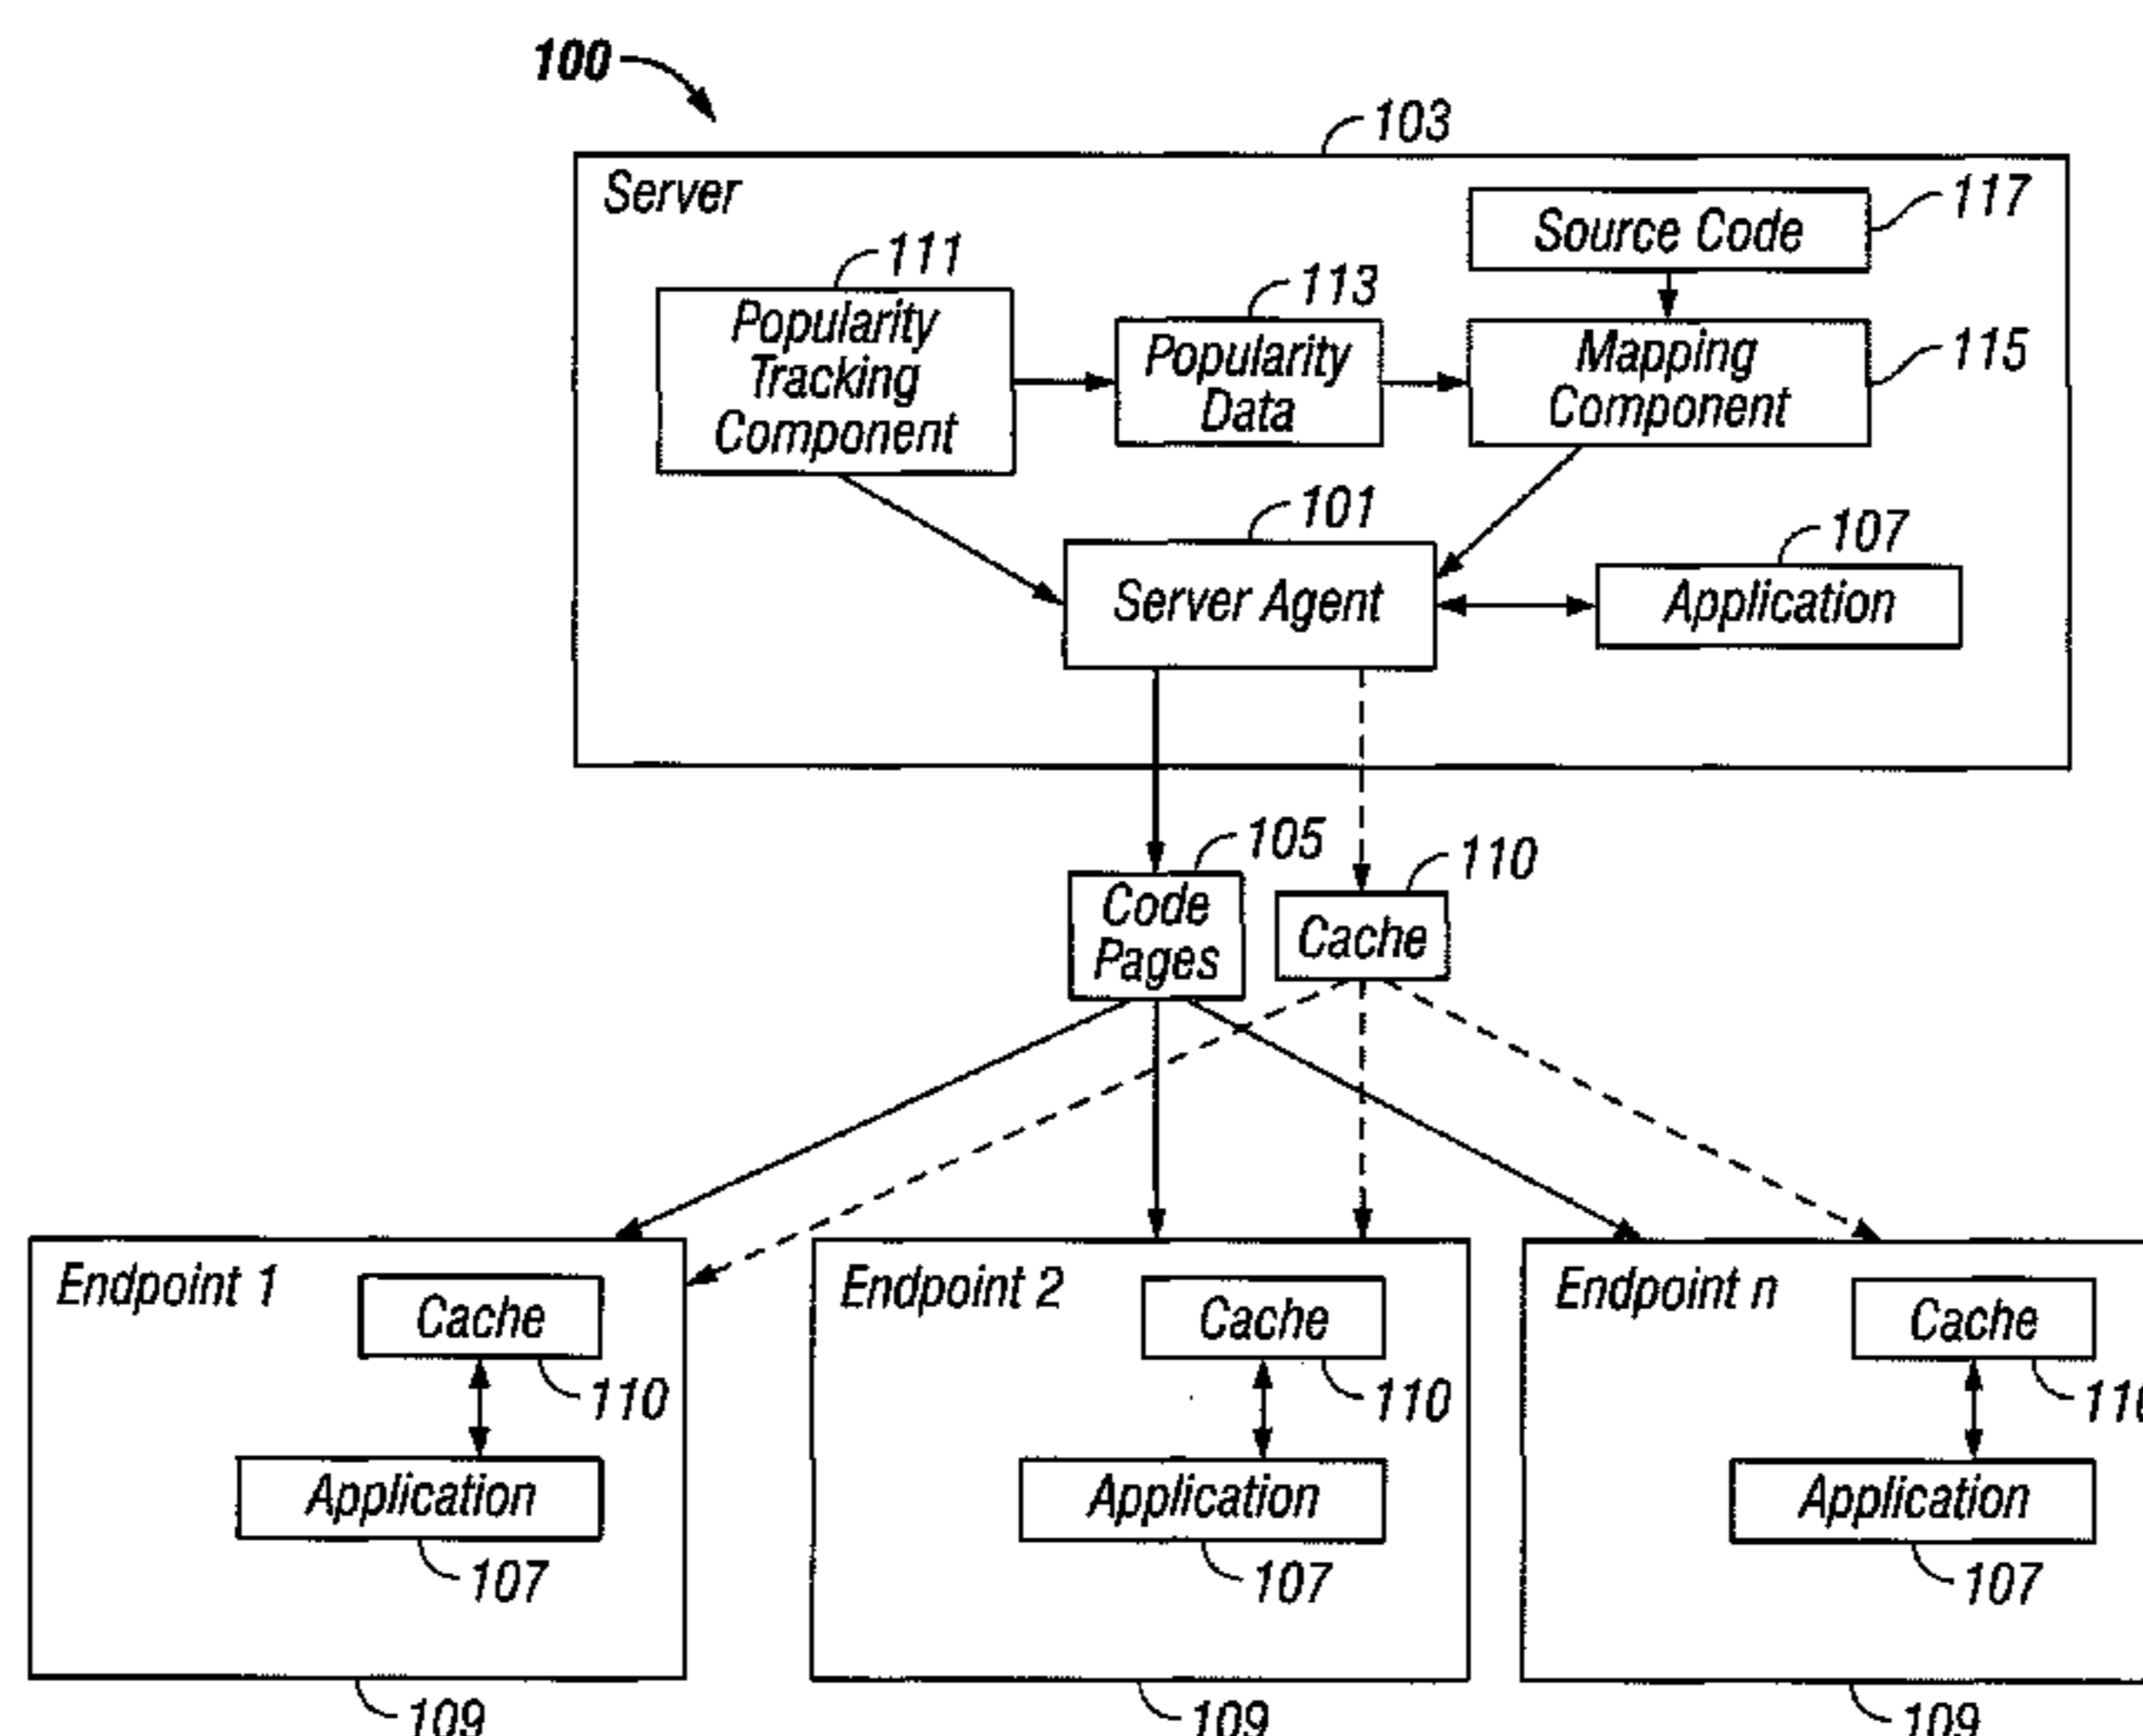 100
103
Server
Source Code
117
111
Popularity
Tracking
Component
113
Popularity
Data
Mapping
Component
115
101
Server Agent
107
Application
105
Code
Pages
110
Cache
Endpoint 1
Cache
110
Application
107
109
Endpoint 2
Cache
110
Application
107
109
Endpoint n
Cache
110
Application
107
109